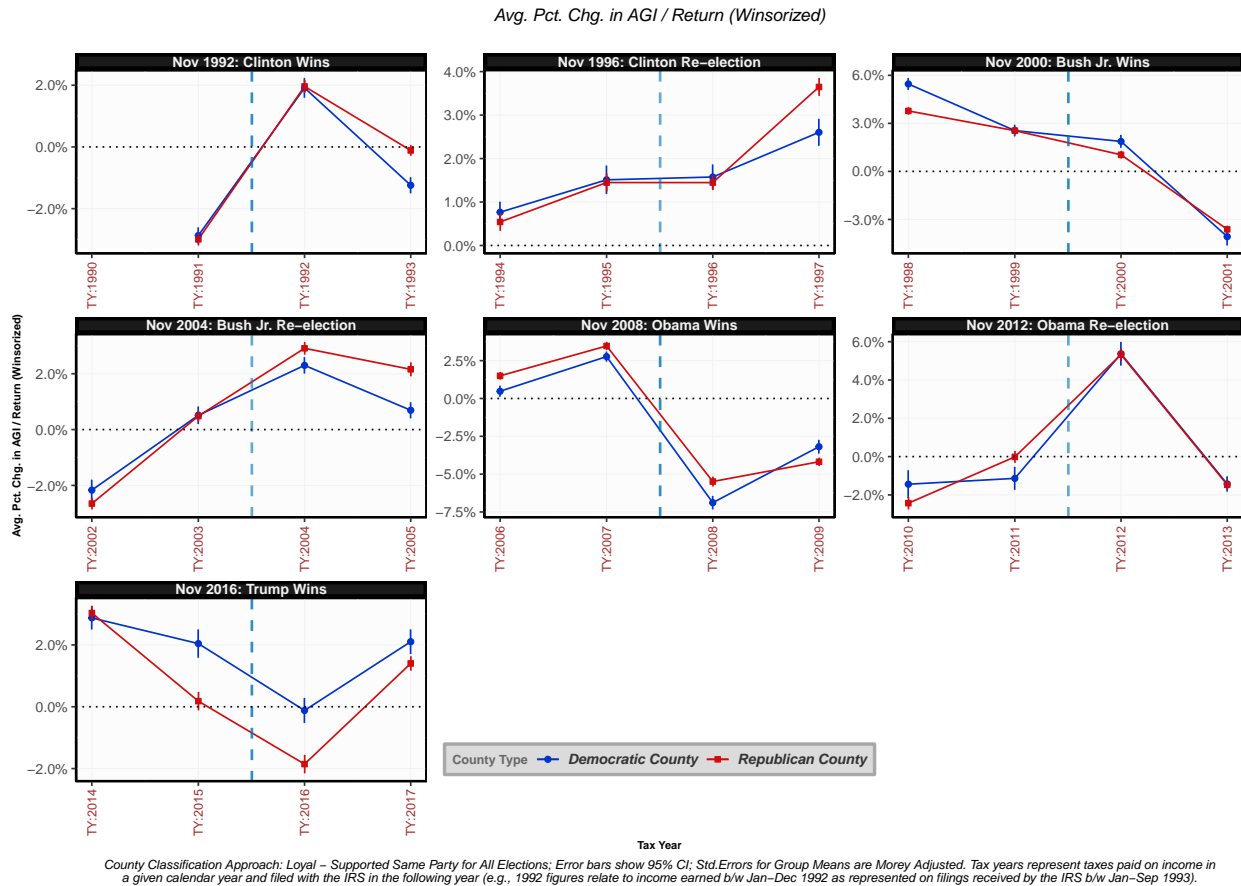 Avg. Pct. Chg. in AGI / Return (Winsorized)
Nov 1992: Clinton Wins
2.0%
0.0%
−2.0%
TY:1990
TY:1991
TY:1992
TY:1993
Nov 1996: Clinton Re−election
4.0%
3.0%
2.0%
1.0%
0.0%
TY:1994
TY:1995
TY:1996
TY:1997
Nov 2000: Bush Jr. Wins
6.0%
3.0%
0.0%
−3.0%
TY:1998
TY:1999
TY:2000
TY:2001
Avg. Pct. Chg. in AGI / Return (Winsorized)
Nov 2004: Bush Jr. Re−election
2.0%
0.0%
−2.0%
TY:2002
TY:2003
TY:2004
TY:2005
Nov 2008: Obama Wins
2.5%
0.0%
−2.5%
−5.0%
−7.5%
TY:2006
TY:2007
TY:2008
TY:2009
Nov 2012: Obama Re−election
6.0%
4.0%
2.0%
0.0%
−2.0%
TY:2010
TY:2011
TY:2012
TY:2013
Nov 2016: Trump Wins
2.0%
0.0%
−2.0%
TY:2014
TY:2015
TY:2016
TY:2017
County Type Democratic County Republican County
Tax Year
County Classification Approach: Loyal − Supported Same Party for All Elections; Error bars show 95% CI; Std.Errors for Group Means are Morey Adjusted. Tax years represent taxes paid on income in
a given calendar year and filed with the IRS in the following year (e.g., 1992 figures relate to income earned b/w Jan−Dec 1992 as represented on filings received by the IRS b/w Jan−Sep 1993).